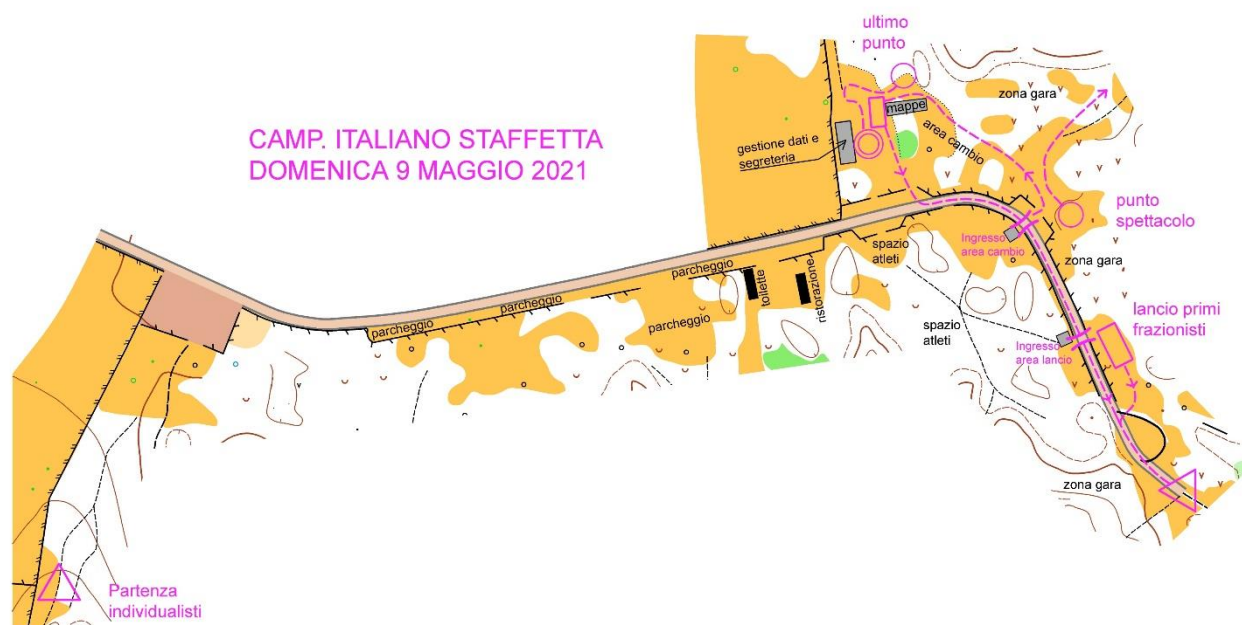 ultimo
punto
zona gara
CAMP. ITALIANO STAFFETTA
DOMENICA 9 MAGGIO 2021
mappe
area cambio
gestione dati e
segreteria
punto
spettacolo
Ingresso
area cambio
zona gara
spazio
atleti
parcheggio
parcheggio
parcheggio
parcheggio
toilette
ristorazione
spazio
atleti
lancio primi
frazionisti
Ingresso
area lancio
zona gara
Partenza
individualisti